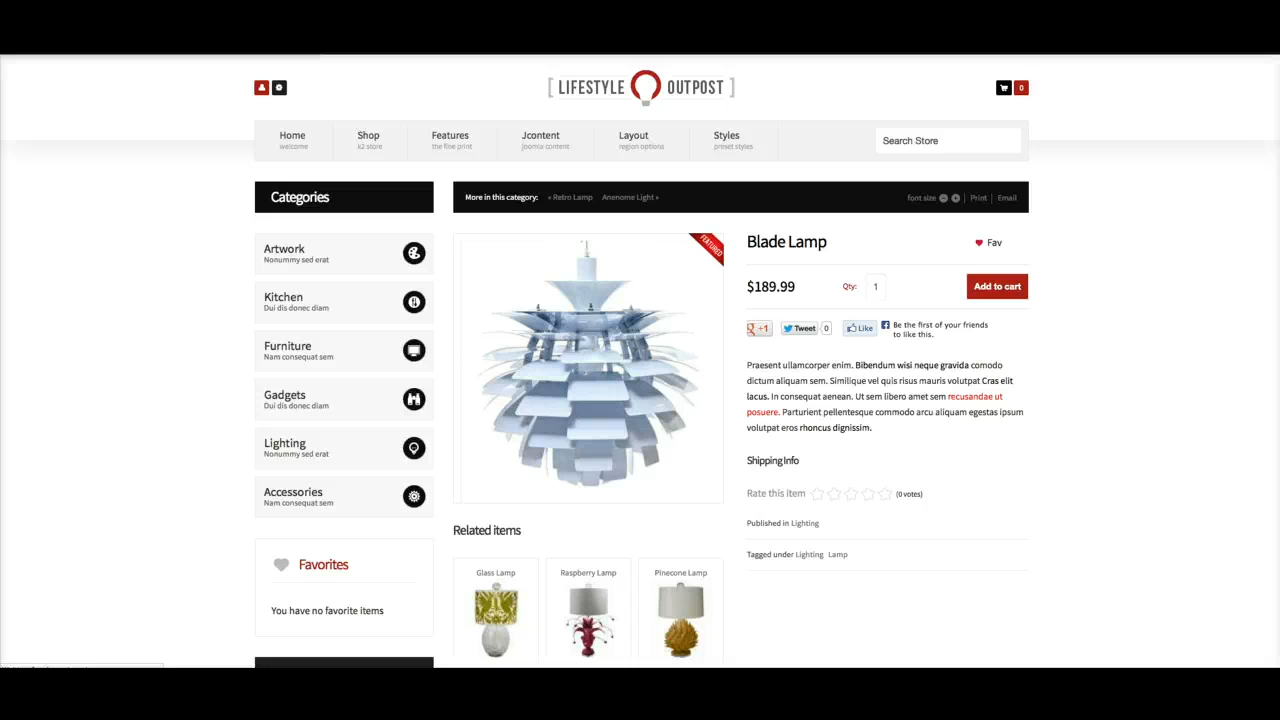 [ LIFESTYLE OUTPOST ]
0
Home
welcome
Shop
k2 store
Features
the fine print
Jcontent
joomla content
Layout
region options
Styles
preset styles
Search Store
Categories
Artwork
Nonummy sed erat
Kitchen
Dui dis donec diam
Furniture
Nam consequat sem
Gadgets
Dui dis donec diam
Lighting
Nonummy sed erat
Accessories
Nam consequat sem
Favorites
You have no favorite items
More in this category: « Retro Lamp Anenome Light »
font size | Print | Email
FEATURED
Blade Lamp
Fav
$189.99
Qty: 1
Add to cart
g +1
Tweet 0
Like
Be the first of your friends
to like this.
Praesent ullamcorper enim. Bibendum wisi neque gravida comodo
dictum aliquam sem. Similique vel quis risus mauris volutpat Cras elit
lacus. In consequat aenean. Ut sem libero amet sem recusandae ut
posuere. Parturient pellentesque commodo arcu aliquam egestas ipsum
volutpat eros rhoncus dignissim.
Shipping Info
Rate this item (0 votes)
Published in Lighting
Tagged under Lighting Lamp
Related items
Glass Lamp
Raspberry Lamp
Pinecone Lamp